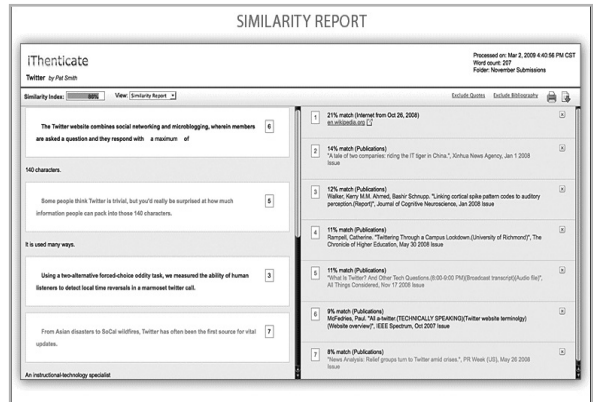 SIMILARITY REPORT
iThenticate
Twitter by Pat Smith
Processed on: Mar 2, 2009 4:40:56 PM CST
Word count: 207
Folder: November Submissions
Similarity Index: 86%
View: Similarity Report
Exclude Quotes Exclude Bibliography
The Twitter website combines social networking and microblogging, wherein members
are asked a question and they respond with a maximum of
6
140 characters.
Some people think Twitter is trivial, but you'd really be surprised at how much
information people can pack into those 140 characters.
5
It is used many ways.
Using a two-alternative forced-choice oddity task, we measured the ability of human
listeners to detect local time reversals in a marmoset twitter call.
3
From Asian disasters to SoCal wildfires, Twitter has often been the first source for vital
updates.
7
An instructional-technology specialist
1
21% match (Internet from Oct 26, 2008)
en.wikipedia.org
2
14% match (Publications)
"A tale of two companies: riding the IT tiger in China.", Xinhua News Agency, Jan 1 2008
Issue
3
12% match (Publications)
Walker, Kerry M.M. Ahmed, Bashir Schnupp. "Linking cortical spike pattern codes to auditory
perception.(Report)", Journal of Cognitive Neuroscience, Jan 2008 Issue
4
11% match (Publications)
Rampell, Catherine. "Twittering Through a Campus Lockdown.(University of Richmond)", The
Chronicle of Higher Education, May 30 2008 Issue
5
11% match (Publications)
"What Is Twitter? And Other Tech Questions.(8:00-9:00 PM)(Broadcast transcript)(Audio file)",
All Things Considered, Nov 17 2008 Issue
6
9% match (Publications)
McFedries, Paul. "All a-twitter.(TECHNICALLY SPEAKING)(Twitter website terminolgy)
(Website overview)", IEEE Spectrum, Oct 2007 Issue
7
8% match (Publications)
"News Analysis: Relief groups turn to Twitter amid crises.", PR Week (US), May 26 2008
Issue